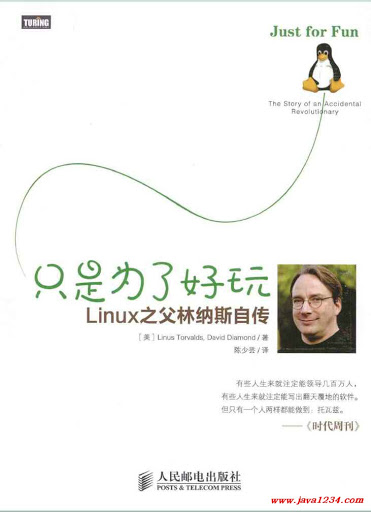 TURING
Just for Fun
The Story of an Accidental
Revolutionary
只是为了好玩
Linux之父林纳斯自传
［美］Linus Torvalds, David Diamond / 著
陈少芸 / 译
有些人生来就注定能领导几百万人，
有些人生来就注定能写出翻天覆地的软件。
但只有一个人两样都能做到，托瓦兹。
——《时代周刊》
人民邮电出版社
POSTS & TELECOM PRESS
www.java1234.com